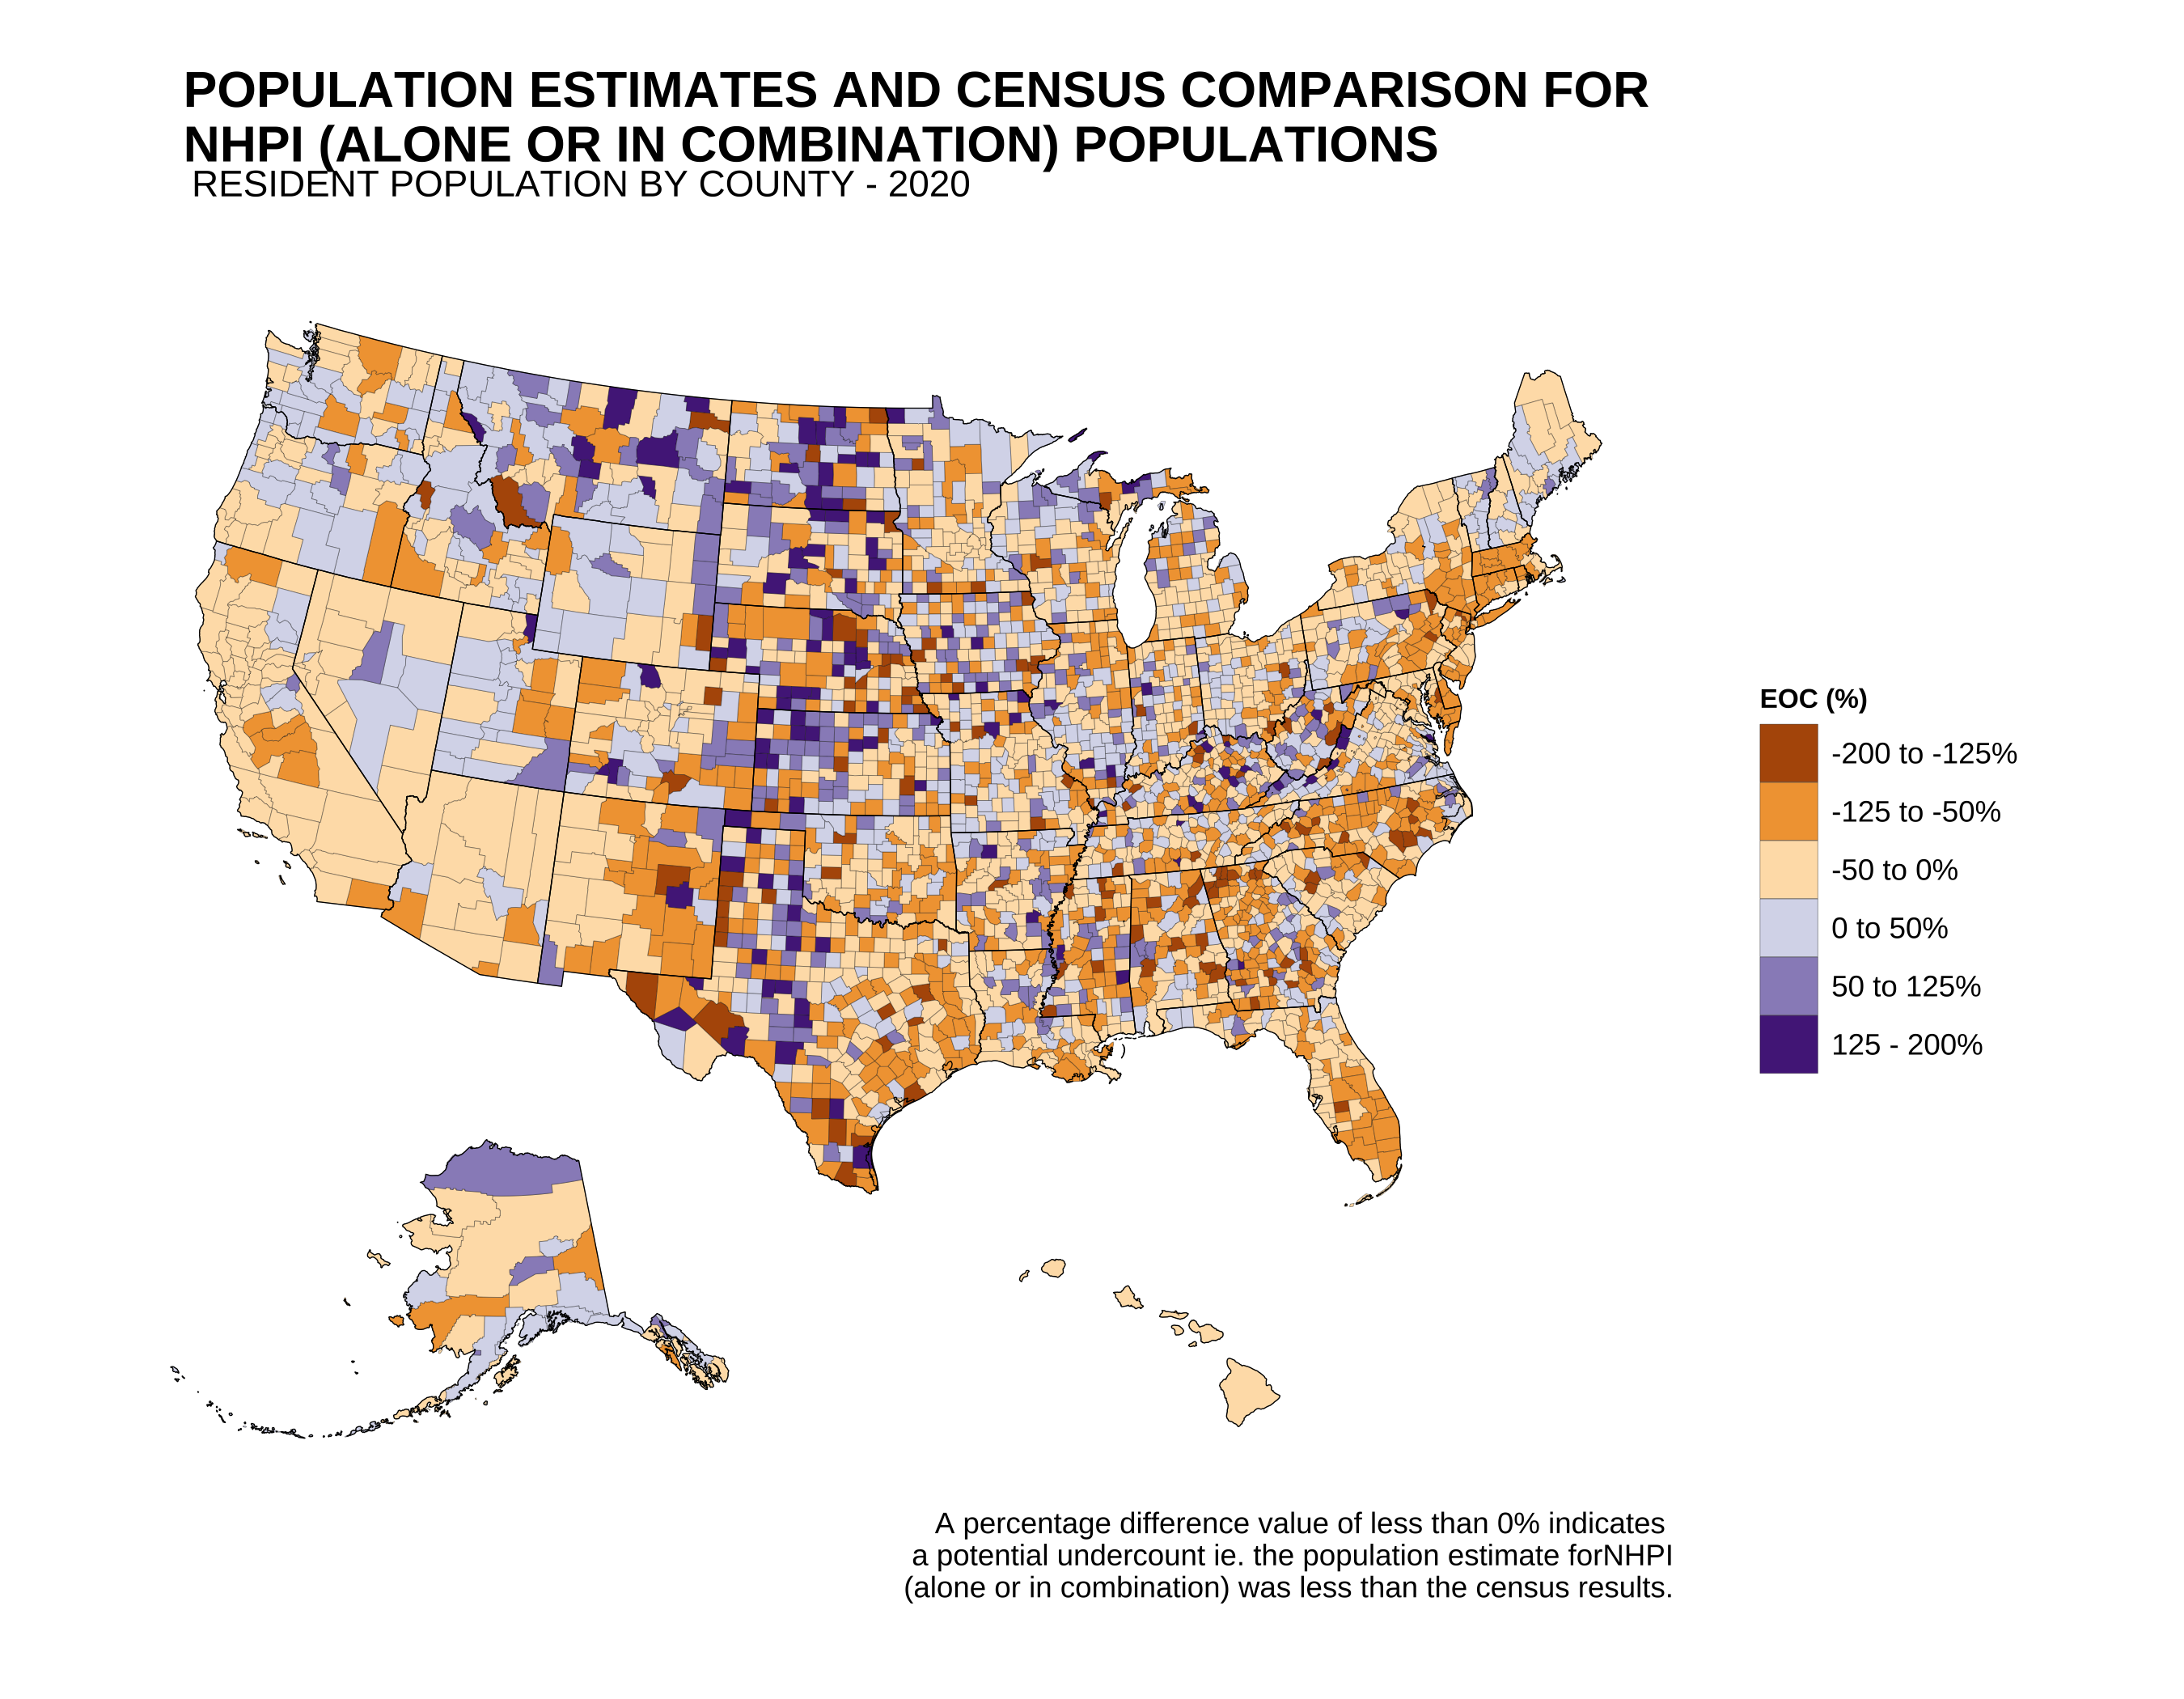 POPULATION ESTIMATES AND CENSUS COMPARISON FOR
NHPI (ALONE OR IN COMBINATION) POPULATIONS
RESIDENT POPULATION BY COUNTY - 2020
EOC (%)
-200 to -125%
-125 to -50%
-50 to 0%
0 to 50%
50 to 125%
125 - 200%
A percentage difference value of less than 0% indicates
a potential undercount ie. the population estimate forNHPI
(alone or in combination) was less than the census results.